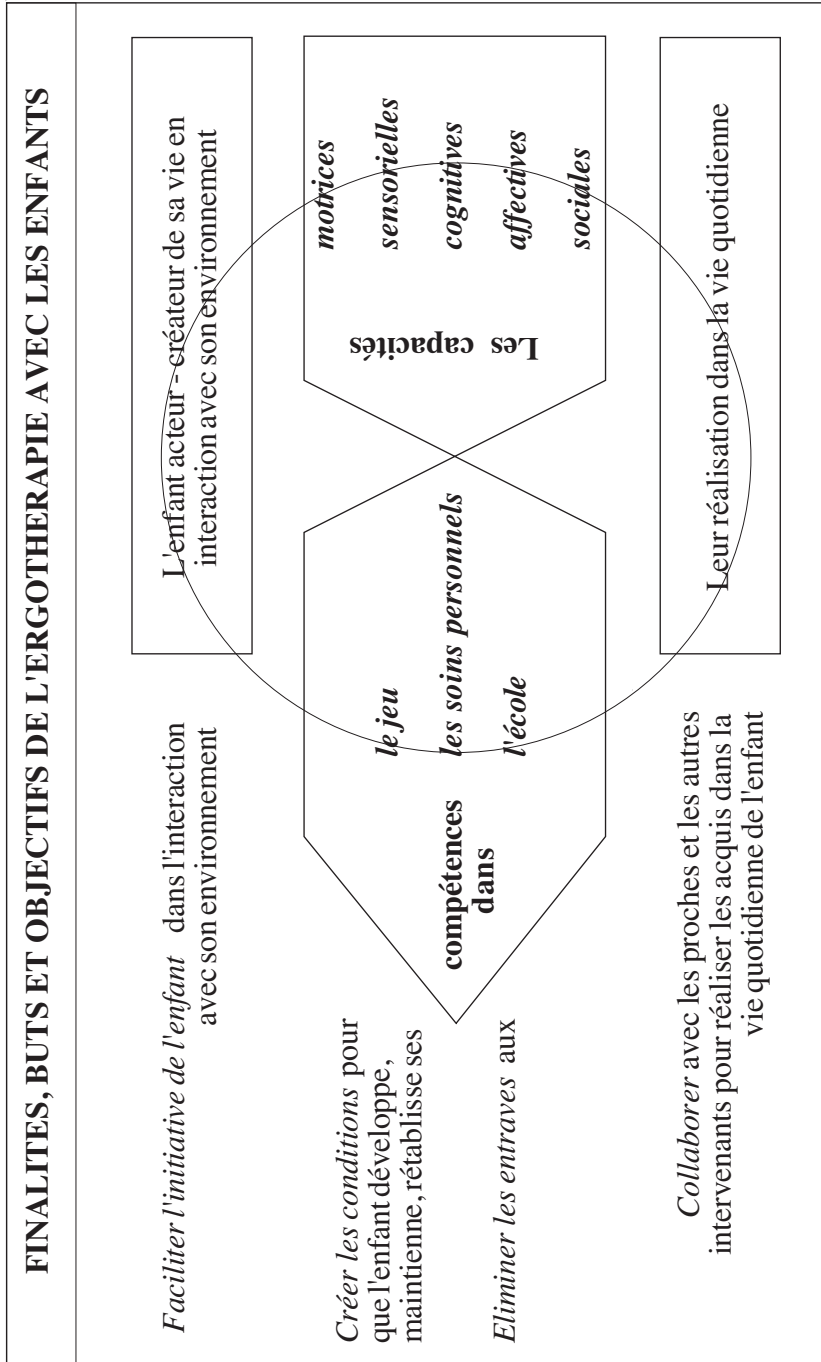 FINALITES, BUTS ET OBJECTIFS DE L'ERGOTHERAPIE AVEC LES ENFANTS
Faciliter l'initiative de l'enfant dans l'interaction
avec son environnement
L'enfant acteur - créateur de sa vie en
interaction avec son environnement
Créer les conditions pour
que l'enfant développe,
maintienne, rétablisse ses
Eliminer les entraves aux
compétences
dans
le jeu
les soins personnels
l'école
Les capacités
motrices
sensorielles
cognitives
affectives
sociales
Collaborer avec les proches et les autres
intervenants pour réaliser les acquis dans la
vie quotidienne de l'enfant
Leur réalisation dans la vie quotidienne